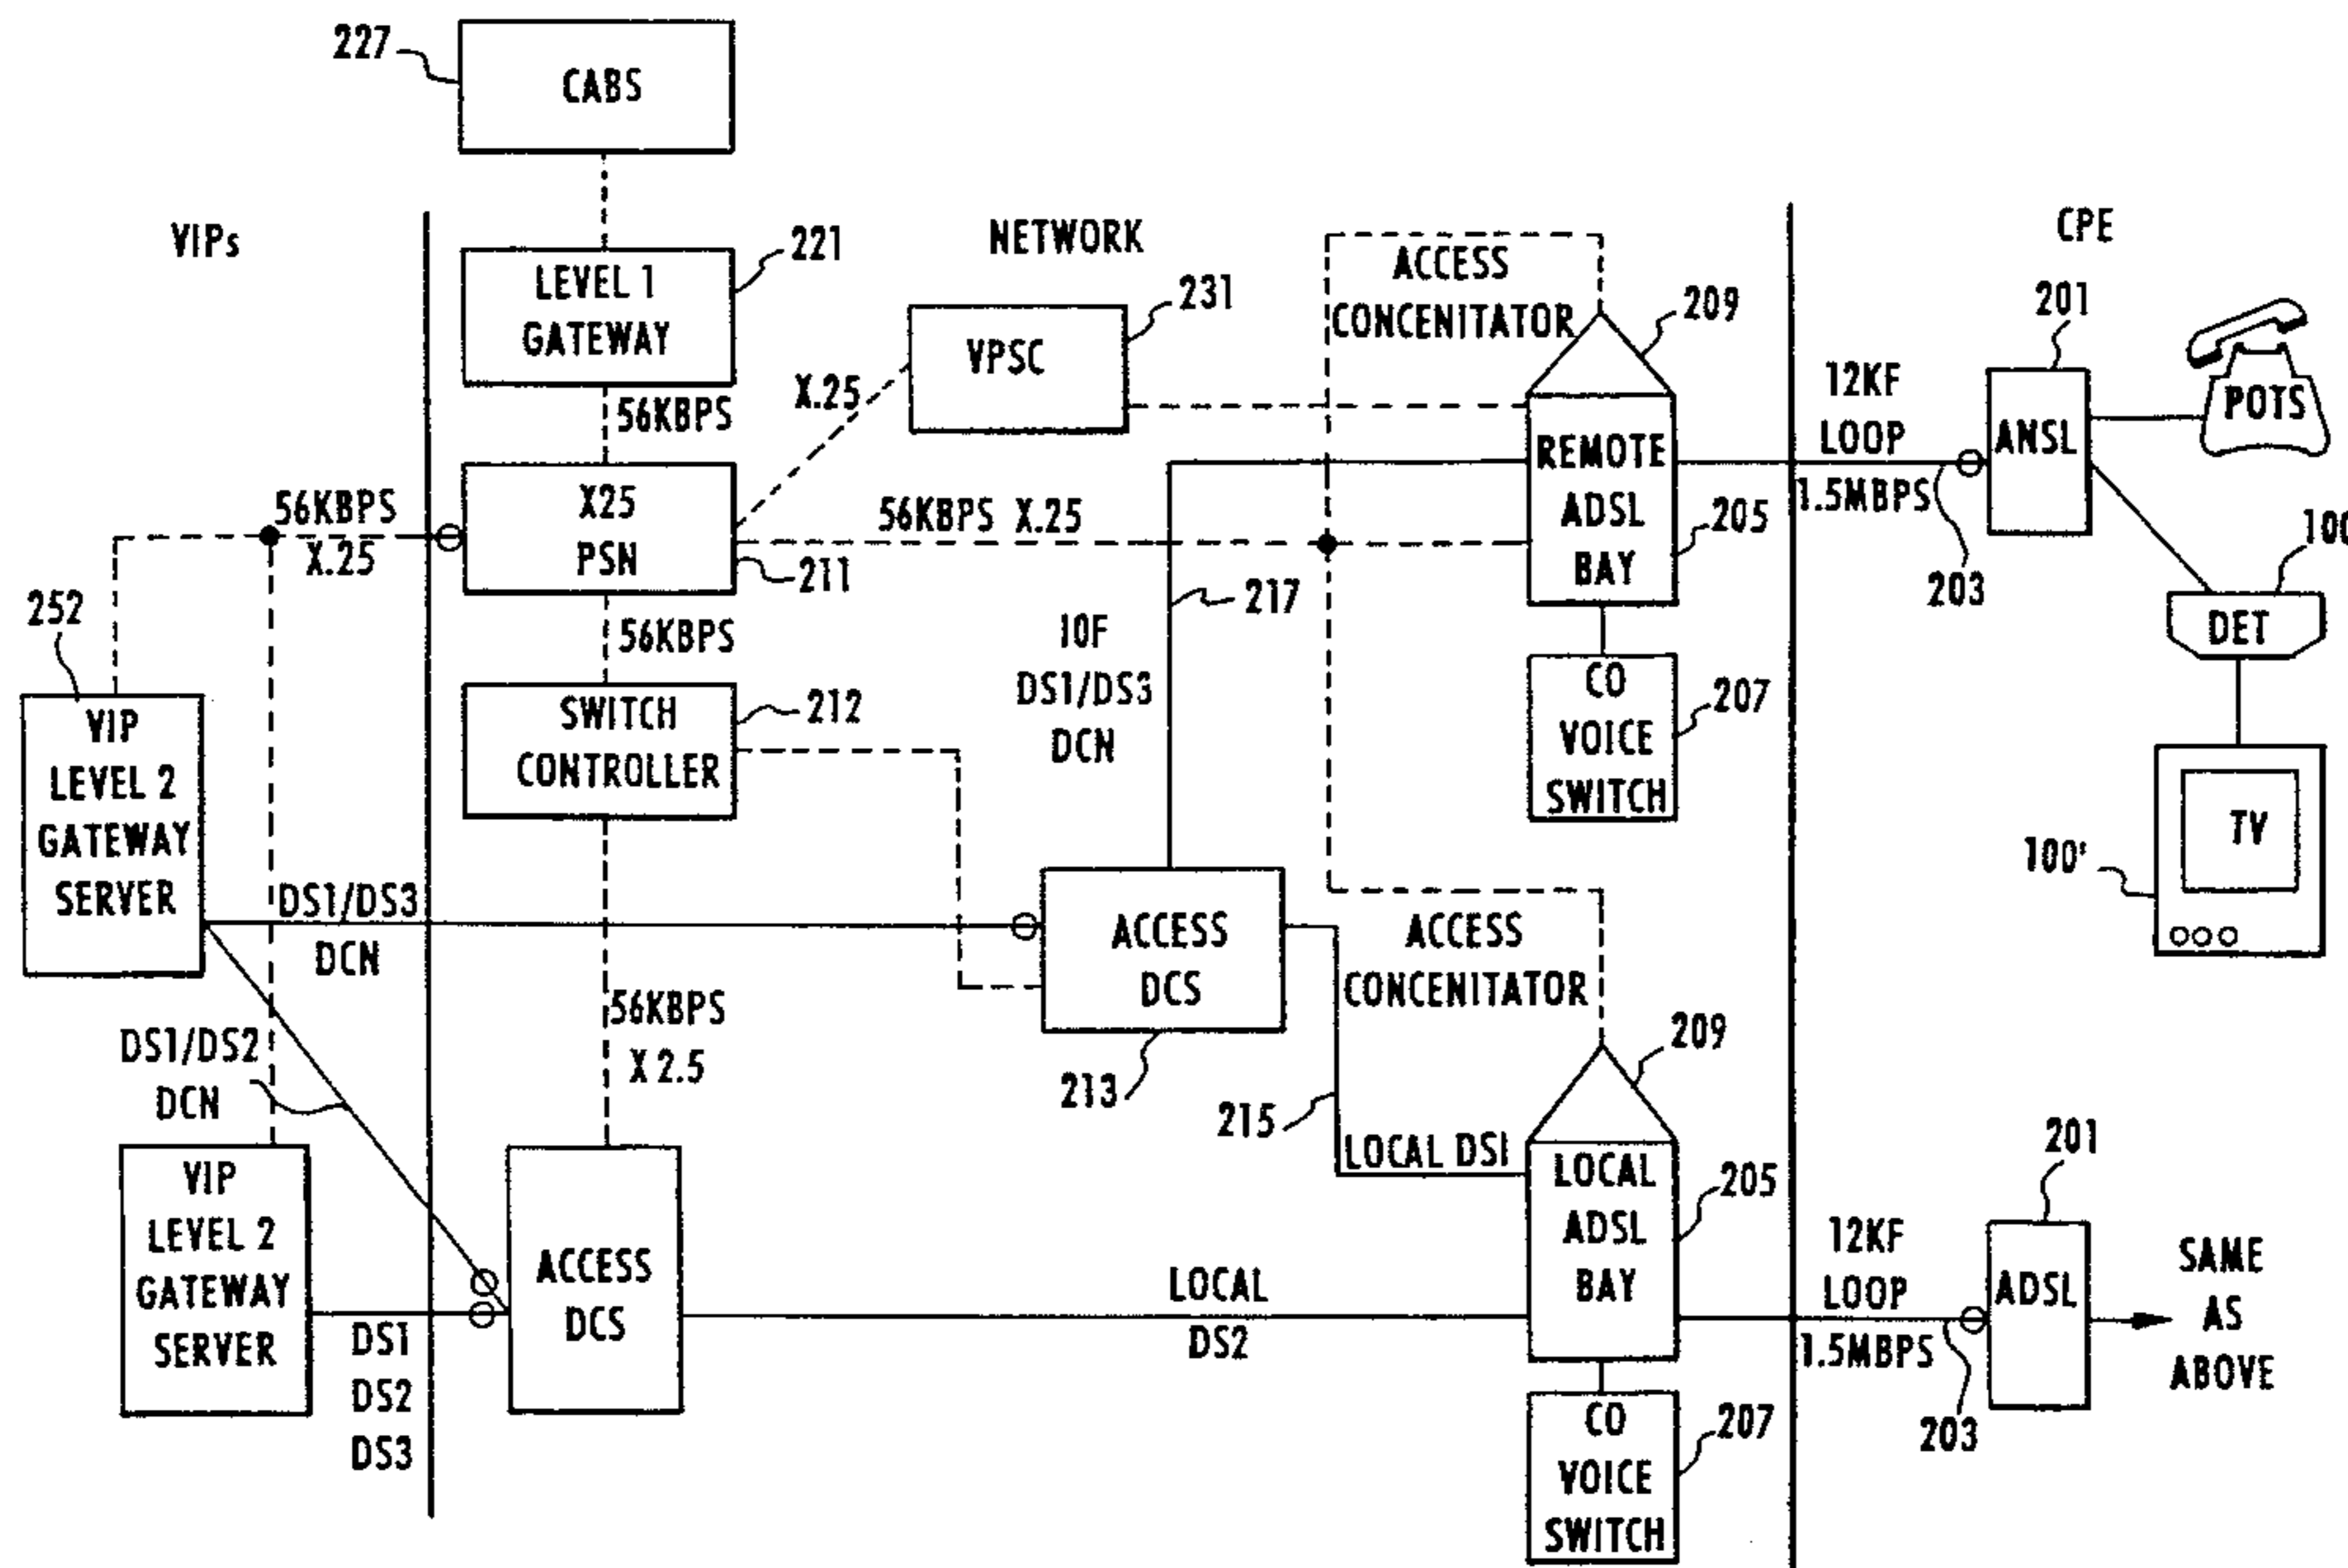 227
CABS
VIPs
LEVEL 1
GATEWAY
221
NETWORK
CPE
56KBPS
X.25
VPSC
231
ACCESS
CONCENITATOR
209
12KF
LOOP
1.5MBPS
203
201
ANSL
POTS
56KBPS
X.25
X25
PSN
211
56KBPS X.25
REMOTE
ADSL
BAY
205
100
DET
252
VIP
LEVEL 2
GATEWAY
SERVER
56KBPS
SWITCH
CONTROLLER
212
217
10F
DS1/DS3
DCN
CO
VOICE
SWITCH
207
TV
100'
DS1/DS3
DCN
ACCESS
DCS
213
ACCESS
CONCENITATOR
209
DS1/DS2
DCN
56KBPS
X 2.5
215
LOCAL DS1
VIP
LEVEL 2
GATEWAY
SERVER
DS1
DS2
DS3
ACCESS
DCS
LOCAL
DS2
LOCAL
ADSL
BAY
205
12KF
LOOP
1.5MBPS
203
201
ADSL
SAME
AS
ABOVE
CO
VOICE
SWITCH
207